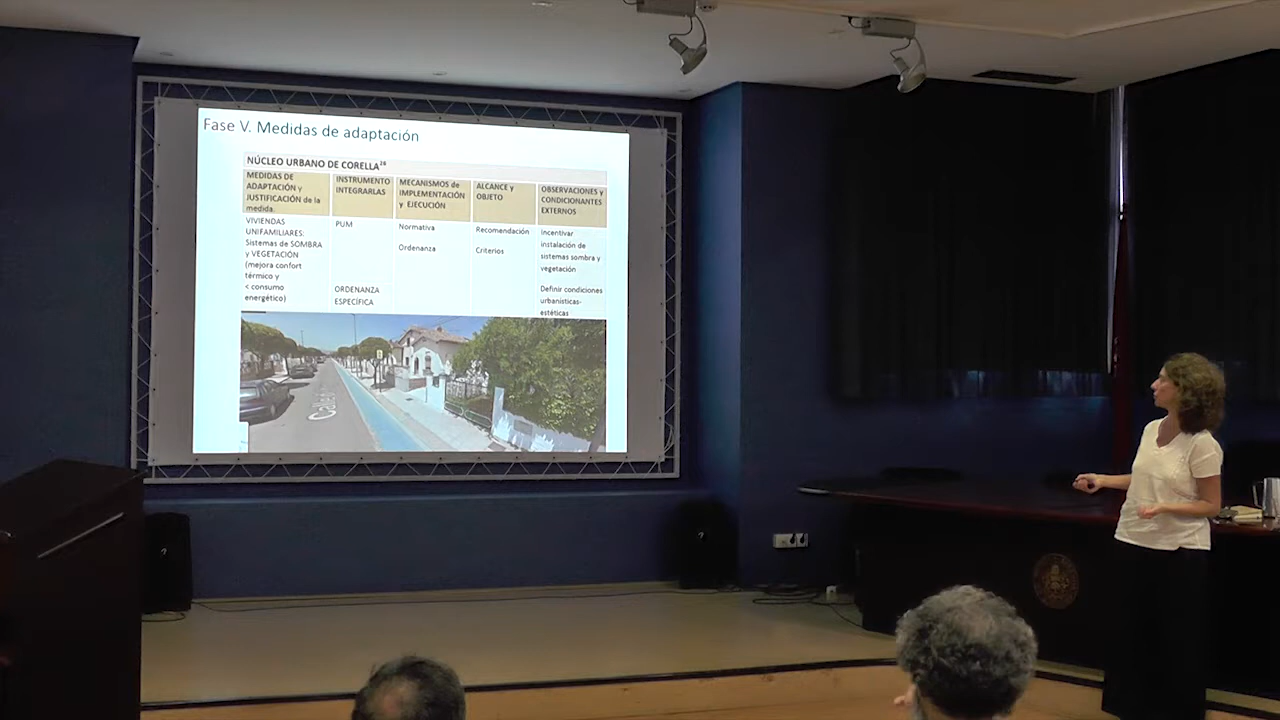 Fase V. Medidas de adaptación
NÚCLEO URBANO DE CORELLA²⁶
MEDIDAS DE
ADAPTACIÓN y
JUSTIFICACIÓN de la
medida.
INSTRUMENTO
INTEGRARLAS
MECANISMOS de
IMPLEMENTACIÓN
y EJECUCIÓN
ALCANCE y
OBJETO
OBSERVACIONES y
CONDICIONANTES
EXTERNOS
VIVIENDAS
UNIFAMILIARES:
Sistemas de SOMBRA
y VEGETACIÓN
(mejora confort
térmico y
< consumo
energético)
PUM
ORDENANZA
ESPECÍFICA
Normativa
Ordenanza
Recomendación
Criterios
Incentivar
instalación de
sistemas sombra y
vegetación
Definir condiciones
urbanísticas-
estéticas
Calle